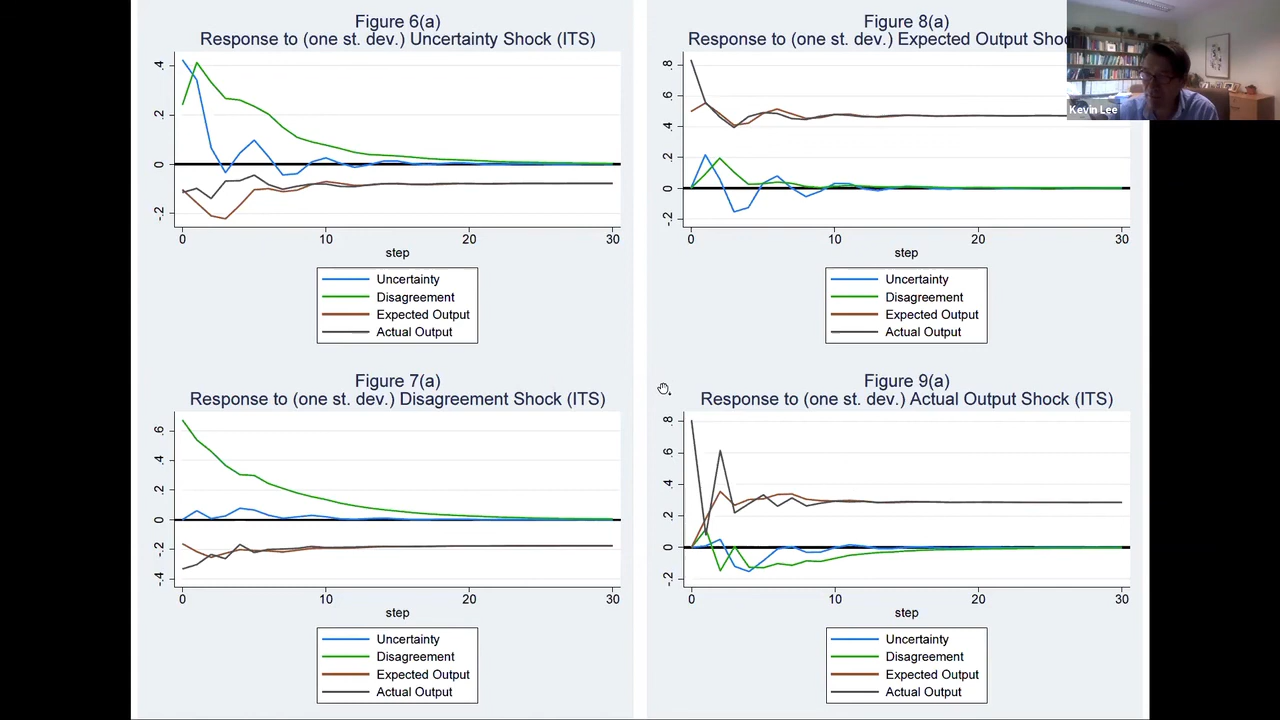 Figure 6(a)
Response to (one st. dev.) Uncertainty Shock (ITS)
.4
.2
0
-.2
0 10 20 30
step
Uncertainty
Disagreement
Expected Output
Actual Output
Figure 8(a)
Response to (one st. dev.) Expected Output
.8
.6
.4
.2
0
-.2
0 10 20 30
step
Uncertainty
Disagreement
Expected Output
Actual Output
Kevin Lee
Figure 7(a)
Response to (one st. dev.) Disagreement Shock (ITS)
.6
.4
.2
0
-.2
-.4
0 10 20 30
step
Uncertainty
Disagreement
Expected Output
Actual Output
Figure 9(a)
Response to (one st. dev.) Actual Output Shock (ITS)
.8
.6
.4
.2
0
-.2
0 10 20 30
step
Uncertainty
Disagreement
Expected Output
Actual Output